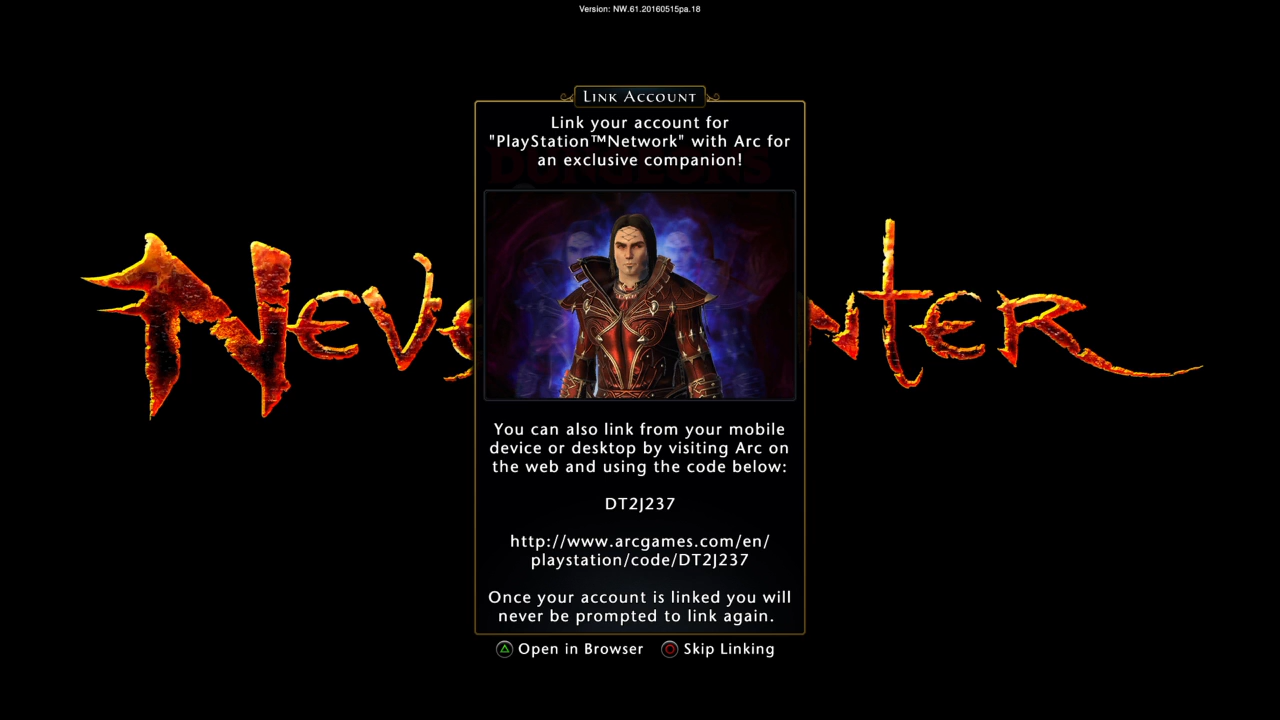 Version: NW.61.20160515pa.18
LINK ACCOUNT
Link your account for
"PlayStation™Network" with Arc for
an exclusive companion!
DUNGEONS
NEVE
NTER
You can also link from your mobile
device or desktop by visiting Arc on
the web and using the code below:
DT2J237
http://www.arcgames.com/en/
playstation/code/DT2J237
Once your account is linked you will
never be prompted to link again.
Open in Browser
Skip Linking